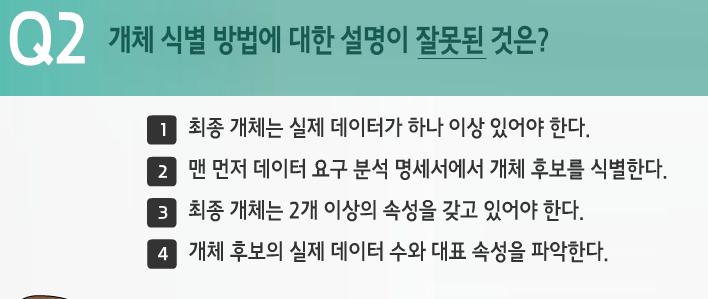 Q2 개체 식별 방법에 대한 설명이 잘못된 것은?
1 최종 개체는 실제 데이터가 하나 이상 있어야 한다.
2 맨 먼저 데이터 요구 분석 명세서에서 개체 후보를 식별한다.
3 최종 개체는 2개 이상의 속성을 갖고 있어야 한다.
4 개체 후보의 실제 데이터 수와 대표 속성을 파악한다.